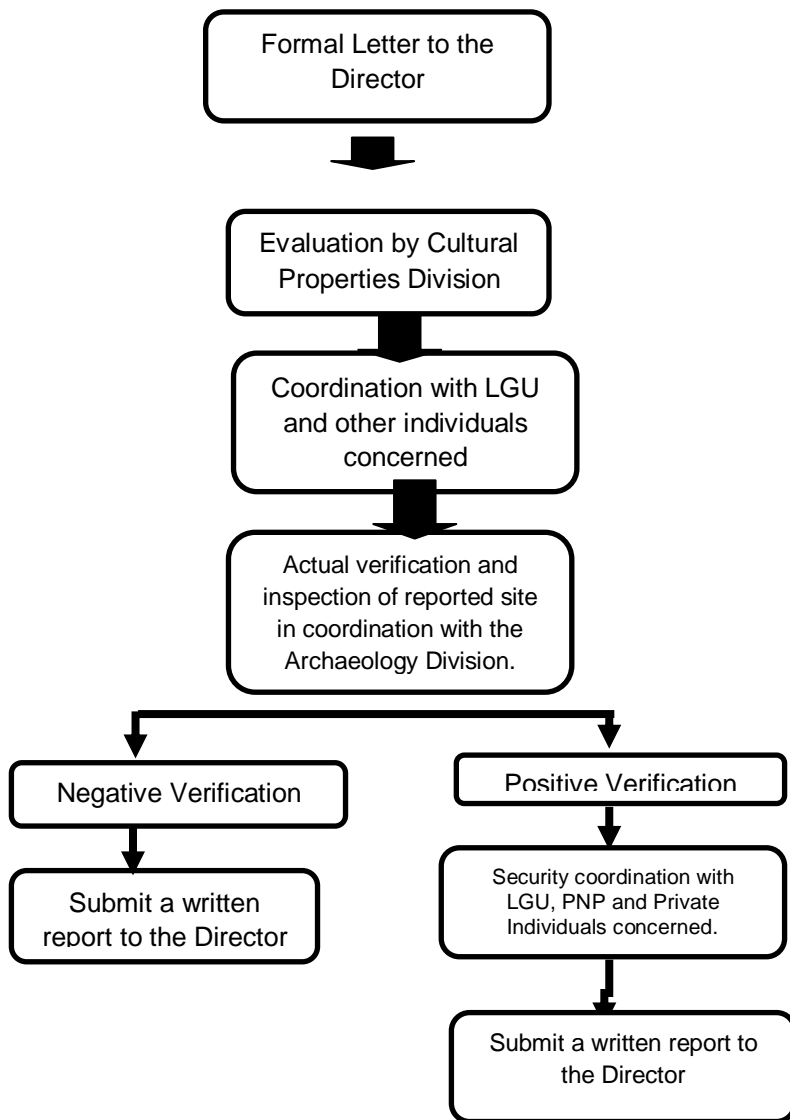 Formal Letter to the
Director
Evaluation by Cultural
Properties Division
Coordination with LGU
and other individuals
concerned
Actual verification and
inspection of reported site
in coordination with the
Archaeology Division.
Negative Verification
Positive Verification
Submit a written
report to the Director
Security coordination with
LGU, PNP and Private
Individuals concerned.
Submit a written report to
the Director